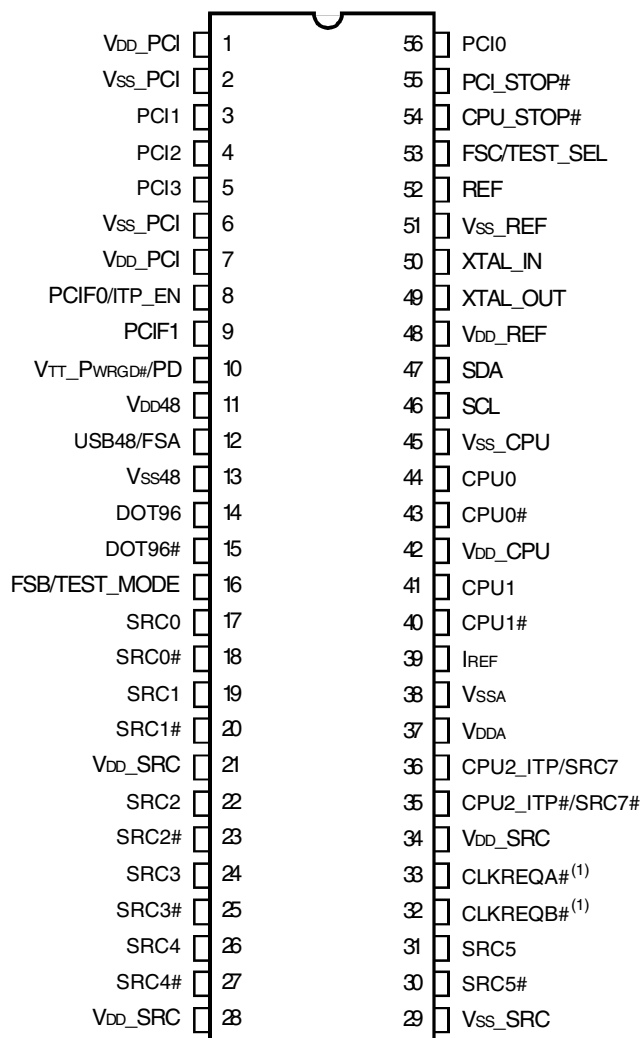 VDD_PCI 1 56 PCI0
VSS_PCI 2 55 PCI_STOP#
PCI1 3 54 CPU_STOP#
PCI2 4 53 FSC/TEST_SEL
PCI3 5 52 REF
VSS_PCI 6 51 VSS_REF
VDD_PCI 7 50 XTAL_IN
PCIF0/ITP_EN 8 49 XTAL_OUT
PCIF1 9 48 VDD_REF
VTT_PWRGD#/PD 10 47 SDA
VDD48 11 46 SCL
USB48/FSA 12 45 VSS_CPU
VSS48 13 44 CPU0
DOT96 14 43 CPU0#
DOT96# 15 42 VDD_CPU
FSB/TEST_MODE 16 41 CPU1
SRC0 17 40 CPU1#
SRC0# 18 39 IREF
SRC1 19 38 VSSA
SRC1# 20 37 VDDA
VDD_SRC 21 36 CPU2_ITP/SRC7
SRC2 22 35 CPU2_ITP#/SRC7#
SRC2# 23 34 VDD_SRC
SRC3 24 33 CLKREQA#(1)
SRC3# 25 32 CLKREQB#(1)
SRC4 26 31 SRC5
SRC4# 27 30 SRC5#
VDD_SRC 28 29 VSS_SRC